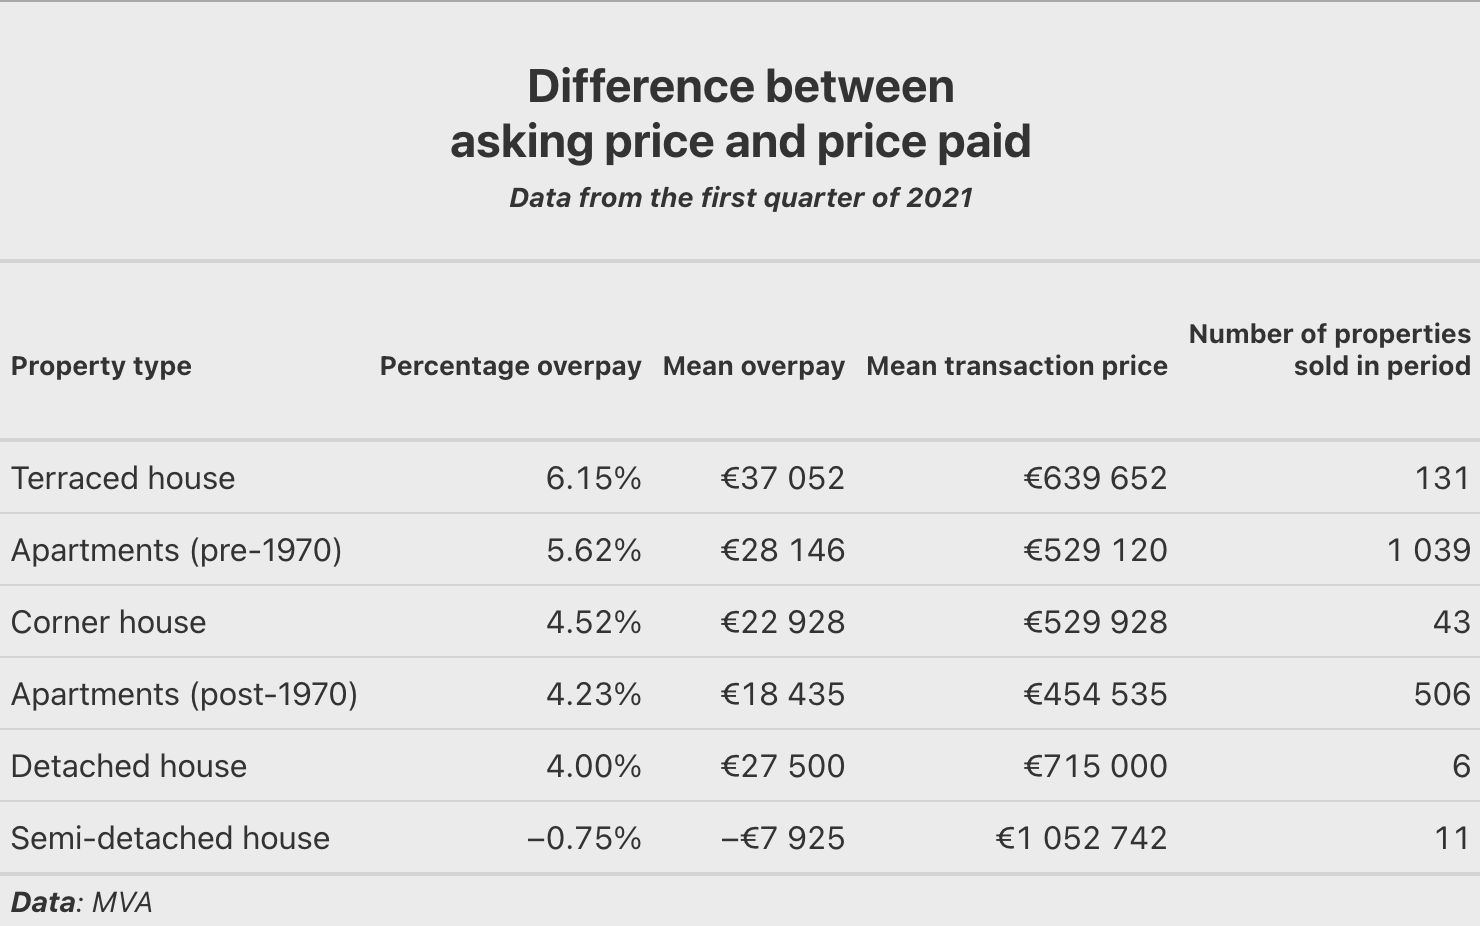 Difference between
asking price and price paid
Data from the first quarter of 2021
Property type Percentage overpay Mean overpay Mean transaction price Number of properties sold in period
Terraced house 6.15% €37 052 €639 652 131
Apartments (pre-1970) 5.62% €28 146 €529 120 1 039
Corner house 4.52% €22 928 €529 928 43
Apartments (post-1970) 4.23% €18 435 €454 535 506
Detached house 4.00% €27 500 €715 000 6
Semi-detached house –0.75% –€7 925 €1 052 742 11
Data: MVA